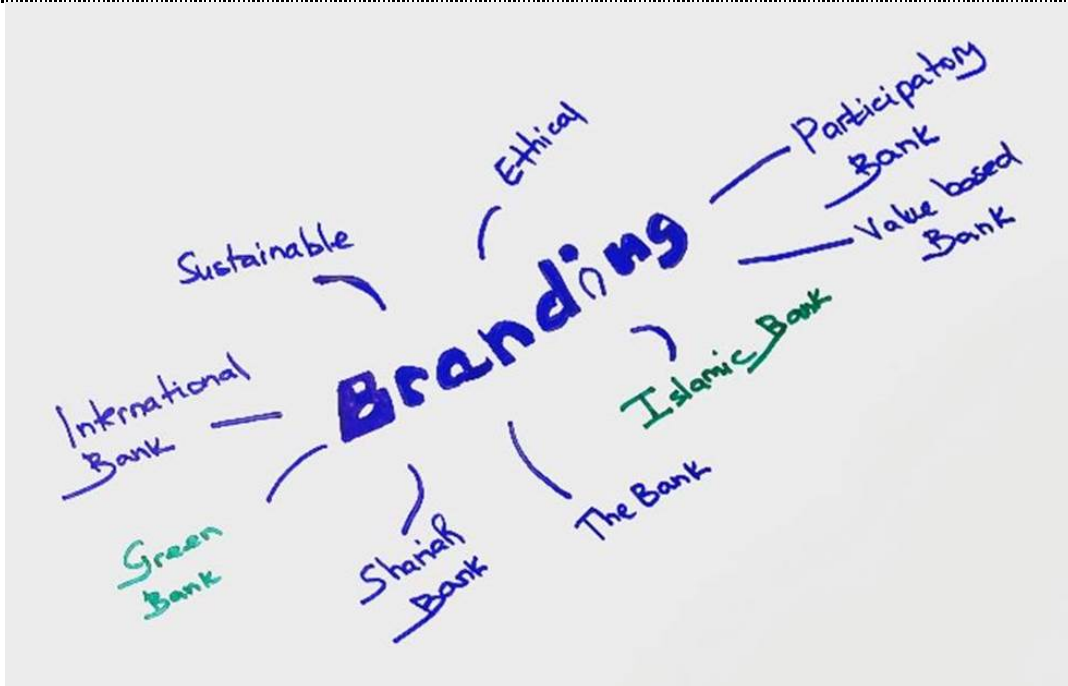 Ethical
Participatory
Bank
Value based
Bank
Sustainable
Branding
Islamic Bank
International
Bank
The Bank
Green
Bank
Shariah
Bank